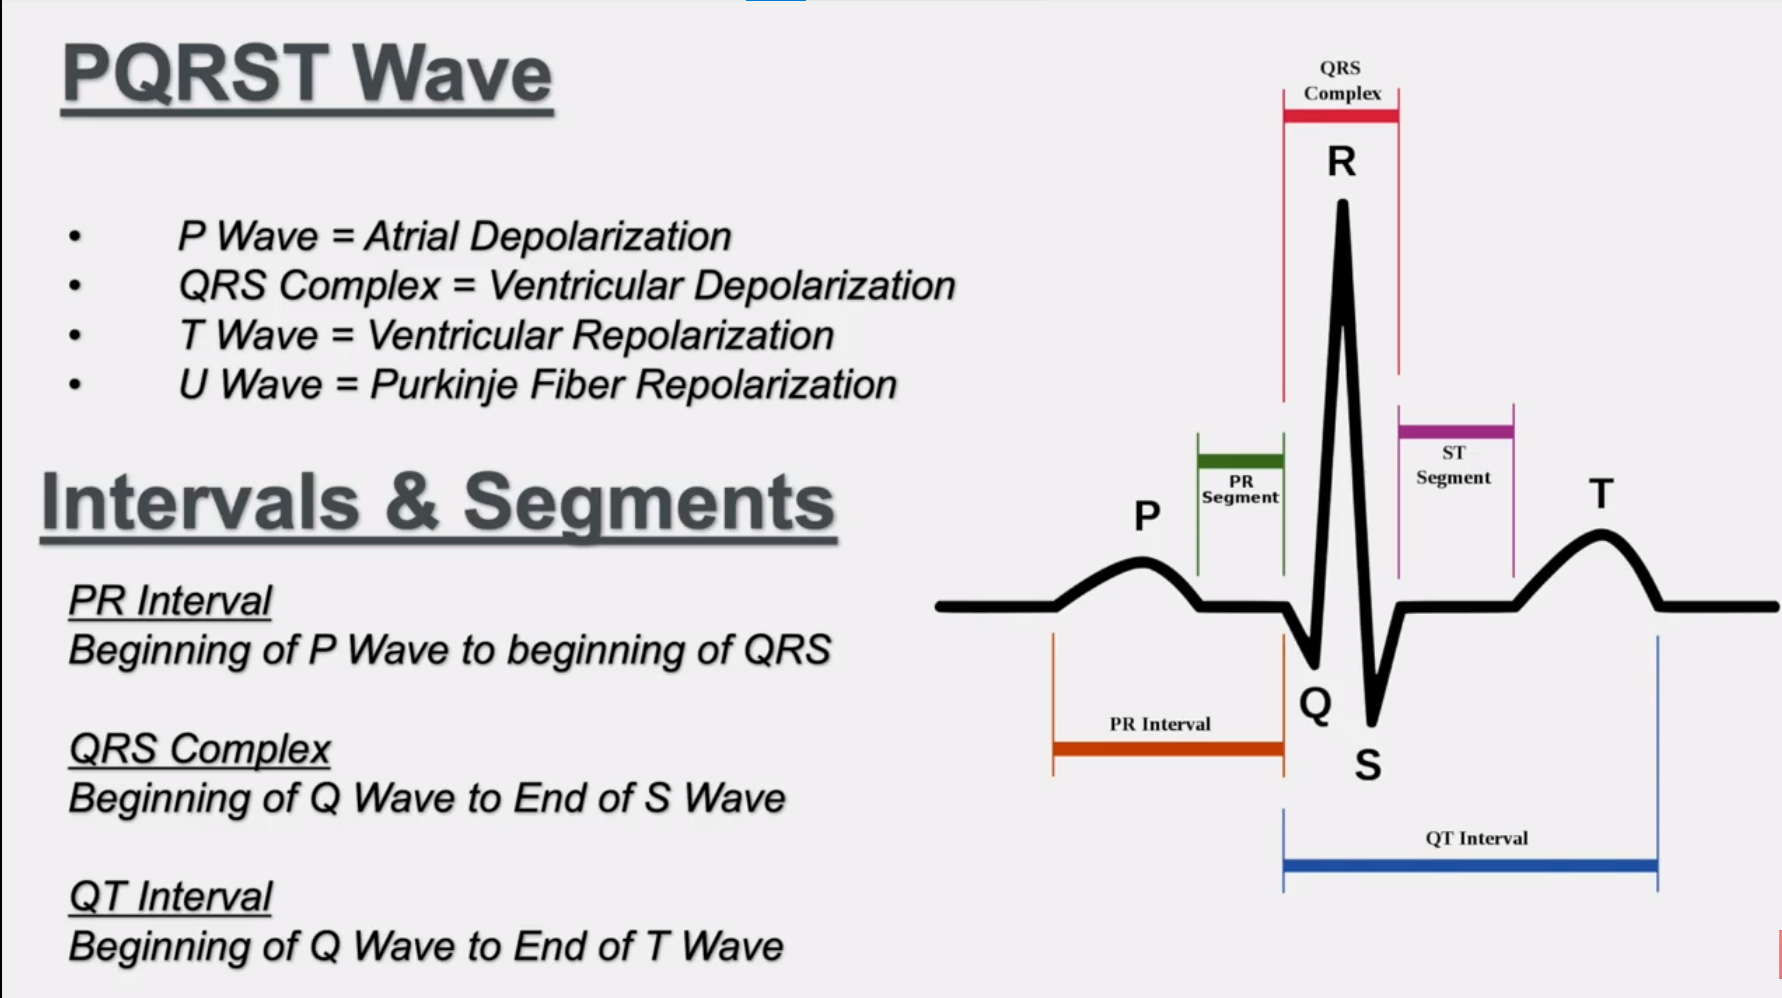 PQRST Wave
• P Wave = Atrial Depolarization
• QRS Complex = Ventricular Depolarization
• T Wave = Ventricular Repolarization
• U Wave = Purkinje Fiber Repolarization
Intervals & Segments
PR Interval
Beginning of P Wave to beginning of QRS
QRS Complex
Beginning of Q Wave to End of S Wave
QT Interval
Beginning of Q Wave to End of T Wave
QRS
Complex
R
PR
Segment
ST
Segment
P
T
Q
S
PR Interval
QT Interval